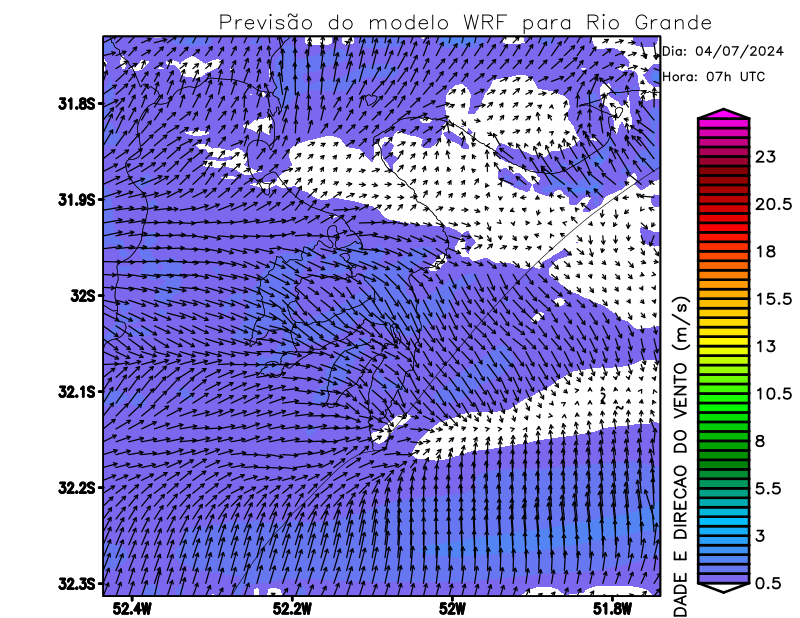 Previsão do modelo WRF para Rio Grande
Dia: 04/07/2024
Hora: 07h UTC
31.8S
31.9S
32S
32.1S
32.2S
32.3S
52.4W
52.2W
52W
51.8W
23
20.5
18
15.5
13
10.5
8
5.5
3
0.5
DADE E DIRECAO DO VENTO (m/s)